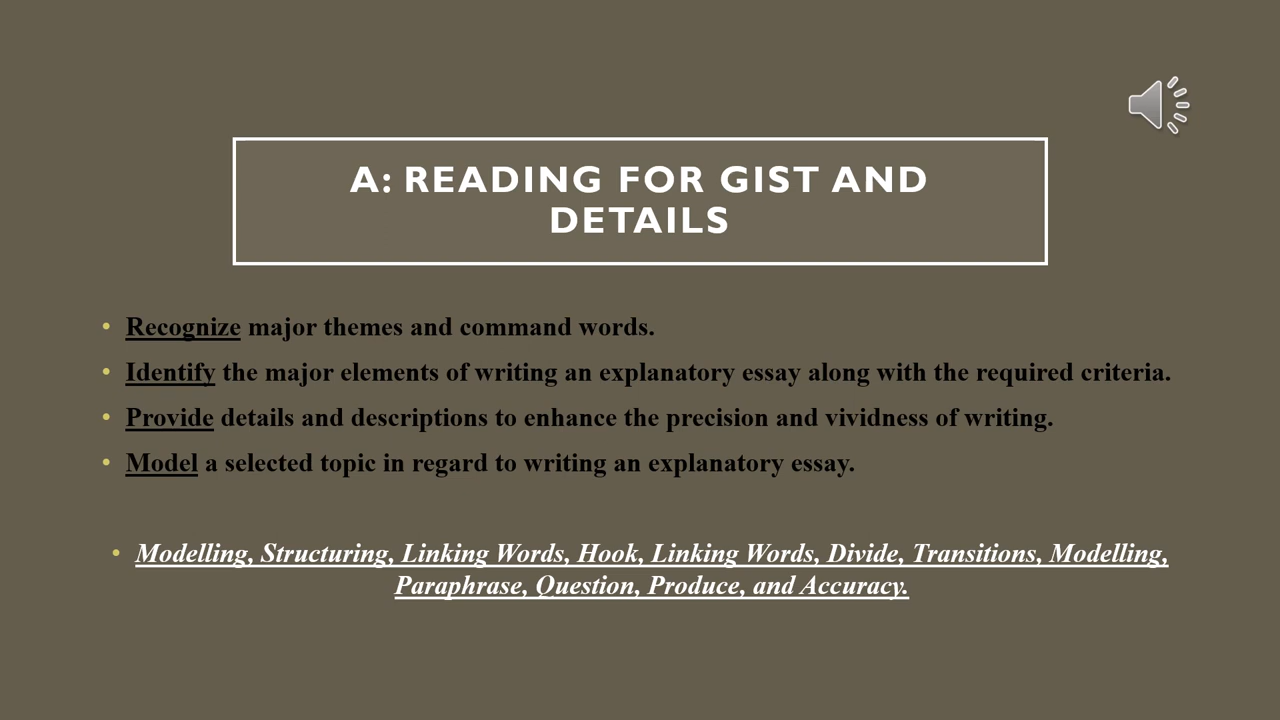 A: READING FOR GIST AND
DETAILS
• Recognize major themes and command words.
• Identify the major elements of writing an explanatory essay along with the required criteria.
• Provide details and descriptions to enhance the precision and vividness of writing.
• Model a selected topic in regard to writing an explanatory essay.
• Modelling, Structuring, Linking Words, Hook, Linking Words, Divide, Transitions, Modelling,
Paraphrase, Question, Produce, and Accuracy.